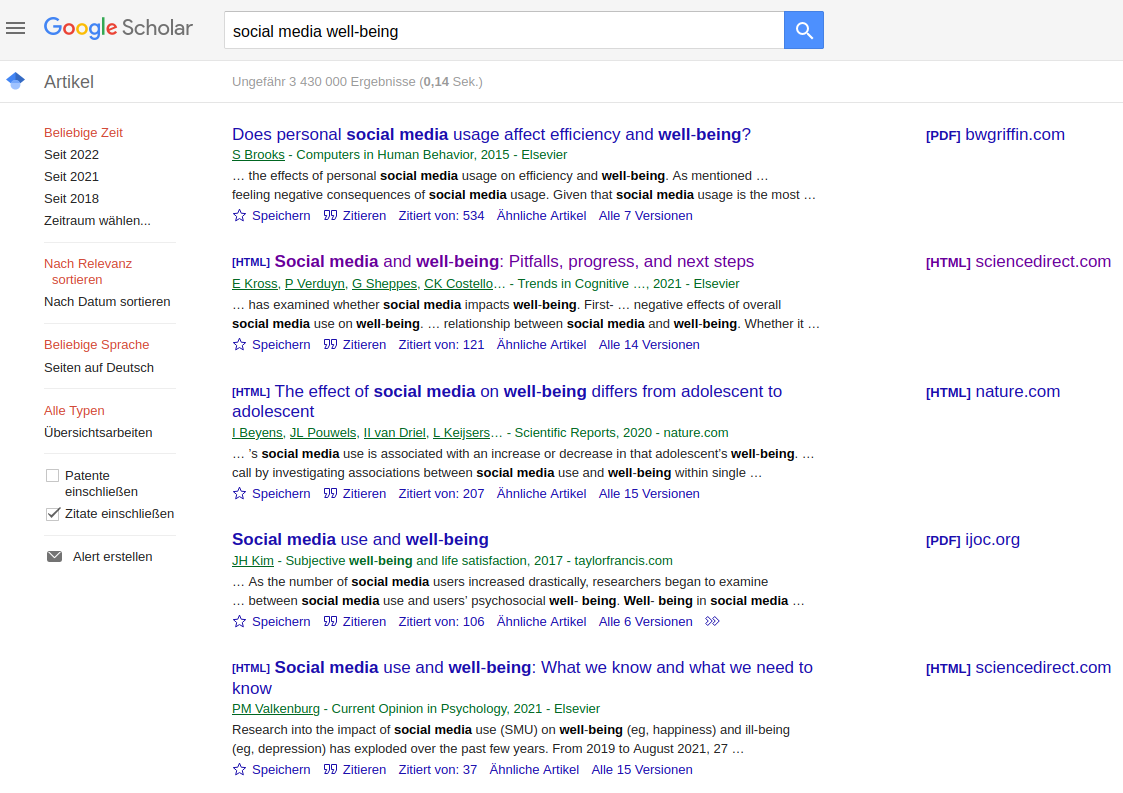 Google Scholar
social media well-being
Artikel
Ungefähr 3 430 000 Ergebnisse (0,14 Sek.)
Beliebige Zeit
Seit 2022
Seit 2021
Seit 2018
Zeitraum wählen...
Nach Relevanz
sortieren
Nach Datum sortieren
Beliebige Sprache
Seiten auf Deutsch
Alle Typen
Übersichtsarbeiten
Patente
einschließen
Zitate einschließen
Alert erstellen
Does personal social media usage affect efficiency and well-being?
[PDF] bwgriffin.com
S Brooks - Computers in Human Behavior, 2015 - Elsevier
… the effects of personal social media usage on efficiency and well-being. As mentioned …
feeling negative consequences of social media usage. Given that social media usage is the most …
Speichern Zitieren Zitiert von: 534 Ähnliche Artikel Alle 7 Versionen
[HTML] Social media and well-being: Pitfalls, progress, and next steps
[HTML] sciencedirect.com
E Kross, P Verduyn, G Sheppes, CK Costello… - Trends in Cognitive …, 2021 - Elsevier
… has examined whether social media impacts well-being. First- … negative effects of overall
social media use on well-being. … relationship between social media and well-being. Whether it …
Speichern Zitieren Zitiert von: 121 Ähnliche Artikel Alle 14 Versionen
[HTML] The effect of social media on well-being differs from adolescent to
adolescent
[HTML] nature.com
I Beyens, JL Pouwels, II van Driel, L Keijsers… - Scientific Reports, 2020 - nature.com
… 's social media use is associated with an increase or decrease in that adolescent's well-being. …
call by investigating associations between social media use and well-being within single …
Speichern Zitieren Zitiert von: 207 Ähnliche Artikel Alle 15 Versionen
Social media use and well-being
[PDF] ijoc.org
JH Kim - Subjective well-being and life satisfaction, 2017 - taylorfrancis.com
… As the number of social media users increased drastically, researchers began to examine
… between social media use and users' psychosocial well- being. Well- being in social media …
Speichern Zitieren Zitiert von: 106 Ähnliche Artikel Alle 6 Versionen
[HTML] Social media use and well-being: What we know and what we need to
know
[HTML] sciencedirect.com
PM Valkenburg - Current Opinion in Psychology, 2021 - Elsevier
Research into the impact of social media use (SMU) on well-being (eg, happiness) and ill-being
(eg, depression) has exploded over the past few years. From 2019 to August 2021, 27 …
Speichern Zitieren Zitiert von: 37 Ähnliche Artikel Alle 15 Versionen